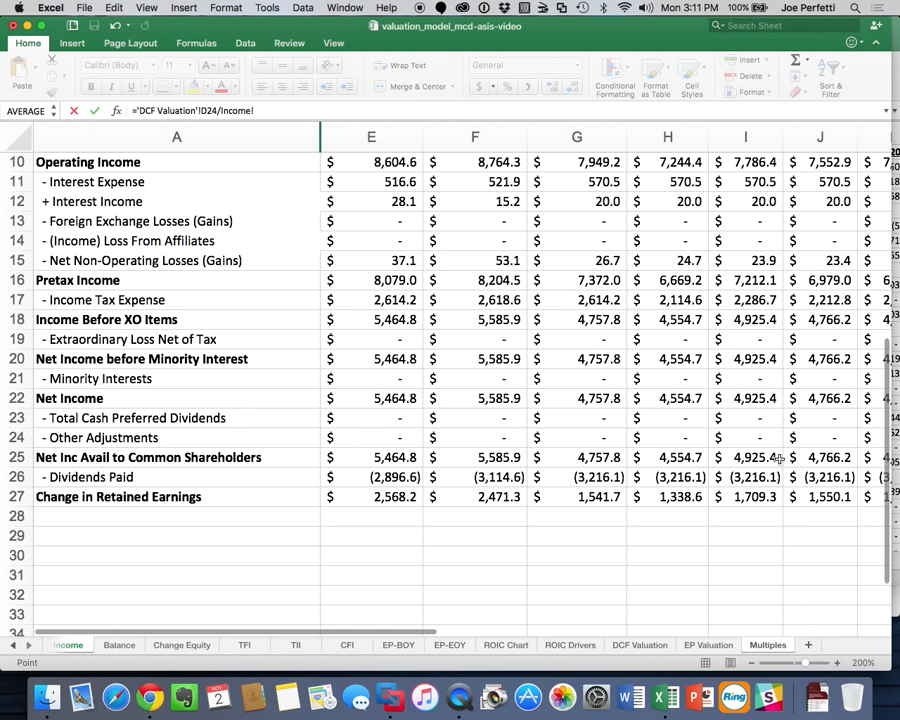 Excel File Edit View Insert Format Tools Data Window Help 100% Mon 3:11 PM Joe Perfetti
valuation_model_mcd-asis-video Search Sheet
Home Insert Page Layout Formulas Data Review View
Paste Calibri (Body) 11 A A Wrap Text General Conditional Formatting Format as Table Cell Styles Insert Delete Format Sort & Filter
B I U A Merge & Center $ % )
AVERAGE fx ='DCF Valuation'!D24/Income!
A E F G H I J
10 Operating Income $ 8,604.6 $ 8,764.3 $ 7,949.2 $ 7,244.4 $ 7,786.4 $ 7,552.9 $ 7
11 - Interest Expense $ 516.6 $ 521.9 $ 570.5 $ 570.5 $ 570.5 $ 570.5 $
12 + Interest Income $ 28.1 $ 15.2 $ 20.0 $ 20.0 $ 20.0 $ 20.0 $
13 - Foreign Exchange Losses (Gains) $ - $ - $ - $ - $ - $ - $
14 - (Income) Loss From Affiliates $ - $ - $ - $ - $ - $ - $
15 - Net Non-Operating Losses (Gains) $ 37.1 $ 53.1 $ 26.7 $ 24.7 $ 23.9 $ 23.4 $
16 Pretax Income $ 8,079.0 $ 8,204.5 $ 7,372.0 $ 6,669.2 $ 7,212.1 $ 6,979.0 $ 6
17 - Income Tax Expense $ 2,614.2 $ 2,618.6 $ 2,614.2 $ 2,114.6 $ 2,286.7 $ 2,212.8 $ 2,
18 Income Before XO Items $ 5,464.8 $ 5,585.9 $ 4,757.8 $ 4,554.7 $ 4,925.4 $ 4,766.2 $ 4
19 - Extraordinary Loss Net of Tax $ - $ - $ - $ - $ - $ - $
20 Net Income before Minority Interest $ 5,464.8 $ 5,585.9 $ 4,757.8 $ 4,554.7 $ 4,925.4 $ 4,766.2 $ 4
21 - Minority Interests $ - $ - $ - $ - $ - $ - $
22 Net Income $ 5,464.8 $ 5,585.9 $ 4,757.8 $ 4,554.7 $ 4,925.4 $ 4,766.2 $ 4
23 - Total Cash Preferred Dividends $ - $ - $ - $ - $ - $ - $
24 - Other Adjustments $ - $ - $ - $ - $ - $ - $
25 Net Inc Avail to Common Shareholders $ 5,464.8 $ 5,585.9 $ 4,757.8 $ 4,554.7 $ 4,925.4 $ 4,766.2 $ 4
26 - Dividends Paid $ (2,896.6) $ (3,114.6) $ (3,216.1) $ (3,216.1) $ (3,216.1) $ (3,216.1) $ (3
27 Change in Retained Earnings $ 2,568.2 $ 2,471.3 $ 1,541.7 $ 1,338.6 $ 1,709.3 $ 1,550.1 $ 1
28
29
30
31
32
33
34
Income Balance Change Equity TFI TII CFI EP-BOY EP-EOY ROIC Chart ROIC Drivers DCF Valuation EP Valuation Multiples +
Point 200%
NOV 2 Ring